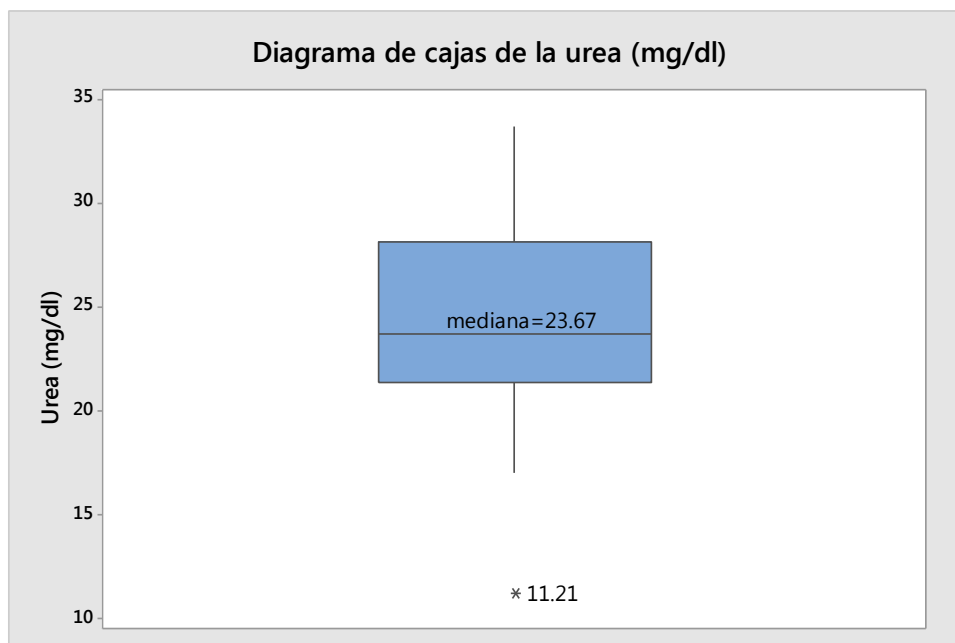 Diagrama de cajas de la urea (mg/dl)
35
30
25
20
15
10
Urea (mg/dl)
mediana=23.67
* 11.21